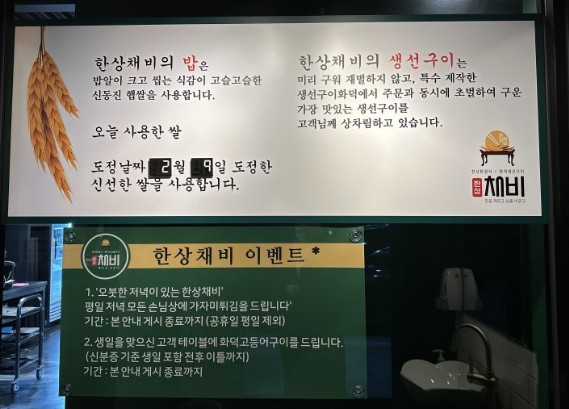 한상채비의 밥은
밥알이 크고 씹는 식감이 고슬고슬한
신동진 햅쌀을 사용합니다.
오늘 사용한 쌀
도정날짜 2월 9일 도정한
신선한 쌀을 사용합니다.
한상채비의 생선구이는
미리 구워 재벌하지 않고, 특수 제작한
생선구이화덕에서 주문과 동시에 초벌하여 구운
가장 맛있는 생선구이를
고객님께 상차림하고 있습니다.
한상 채비
채비
한상채비 이벤트*
1. '오붓한 저녁이 있는 한상채비'
평일 저녁 모든 손님상에 가자미튀김을 드립니다'
기간 : 본 안내 게시 종료까지 (공휴일 평일 제외)
2. 생일을 맞으신 고객 테이블에 화덕고등어구이를 드립니다.
(신분증 기준 생일 포함 전후 이틀까지)
기간 : 본 안내 게시 종료까지